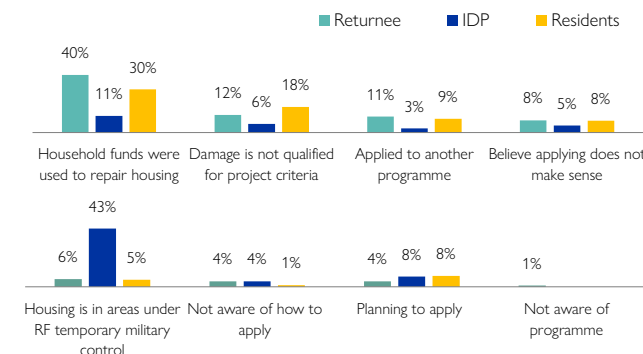 Returnee IDP Residents
40% 11% 30% 12% 6% 18% 11% 3% 9% 8% 5% 8%
Household funds were Damage is not qualified Applied to another Believe applying does not
used to repair housing for project criteria programme make sense
6% 43% 5% 4% 4% 1% 4% 8% 8% 1%
Housing is in areas under Not aware of how to Planning to apply Not aware of
RF temporary military apply programme
control